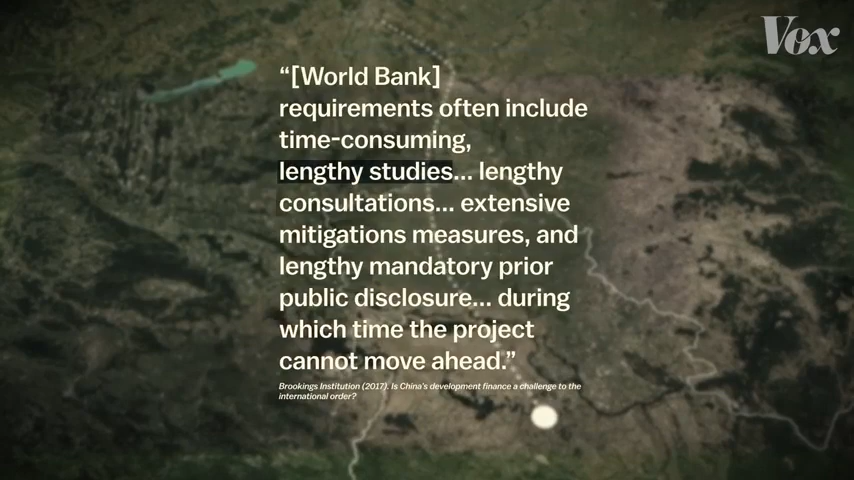 Vox
“[World Bank]
requirements often include
time-consuming,
lengthy studies... lengthy
consultations... extensive
mitigations measures, and
lengthy mandatory prior
public disclosure... during
which time the project
cannot move ahead.”
Brookings Institution (2017). Is China's development finance a challenge to the
international order?